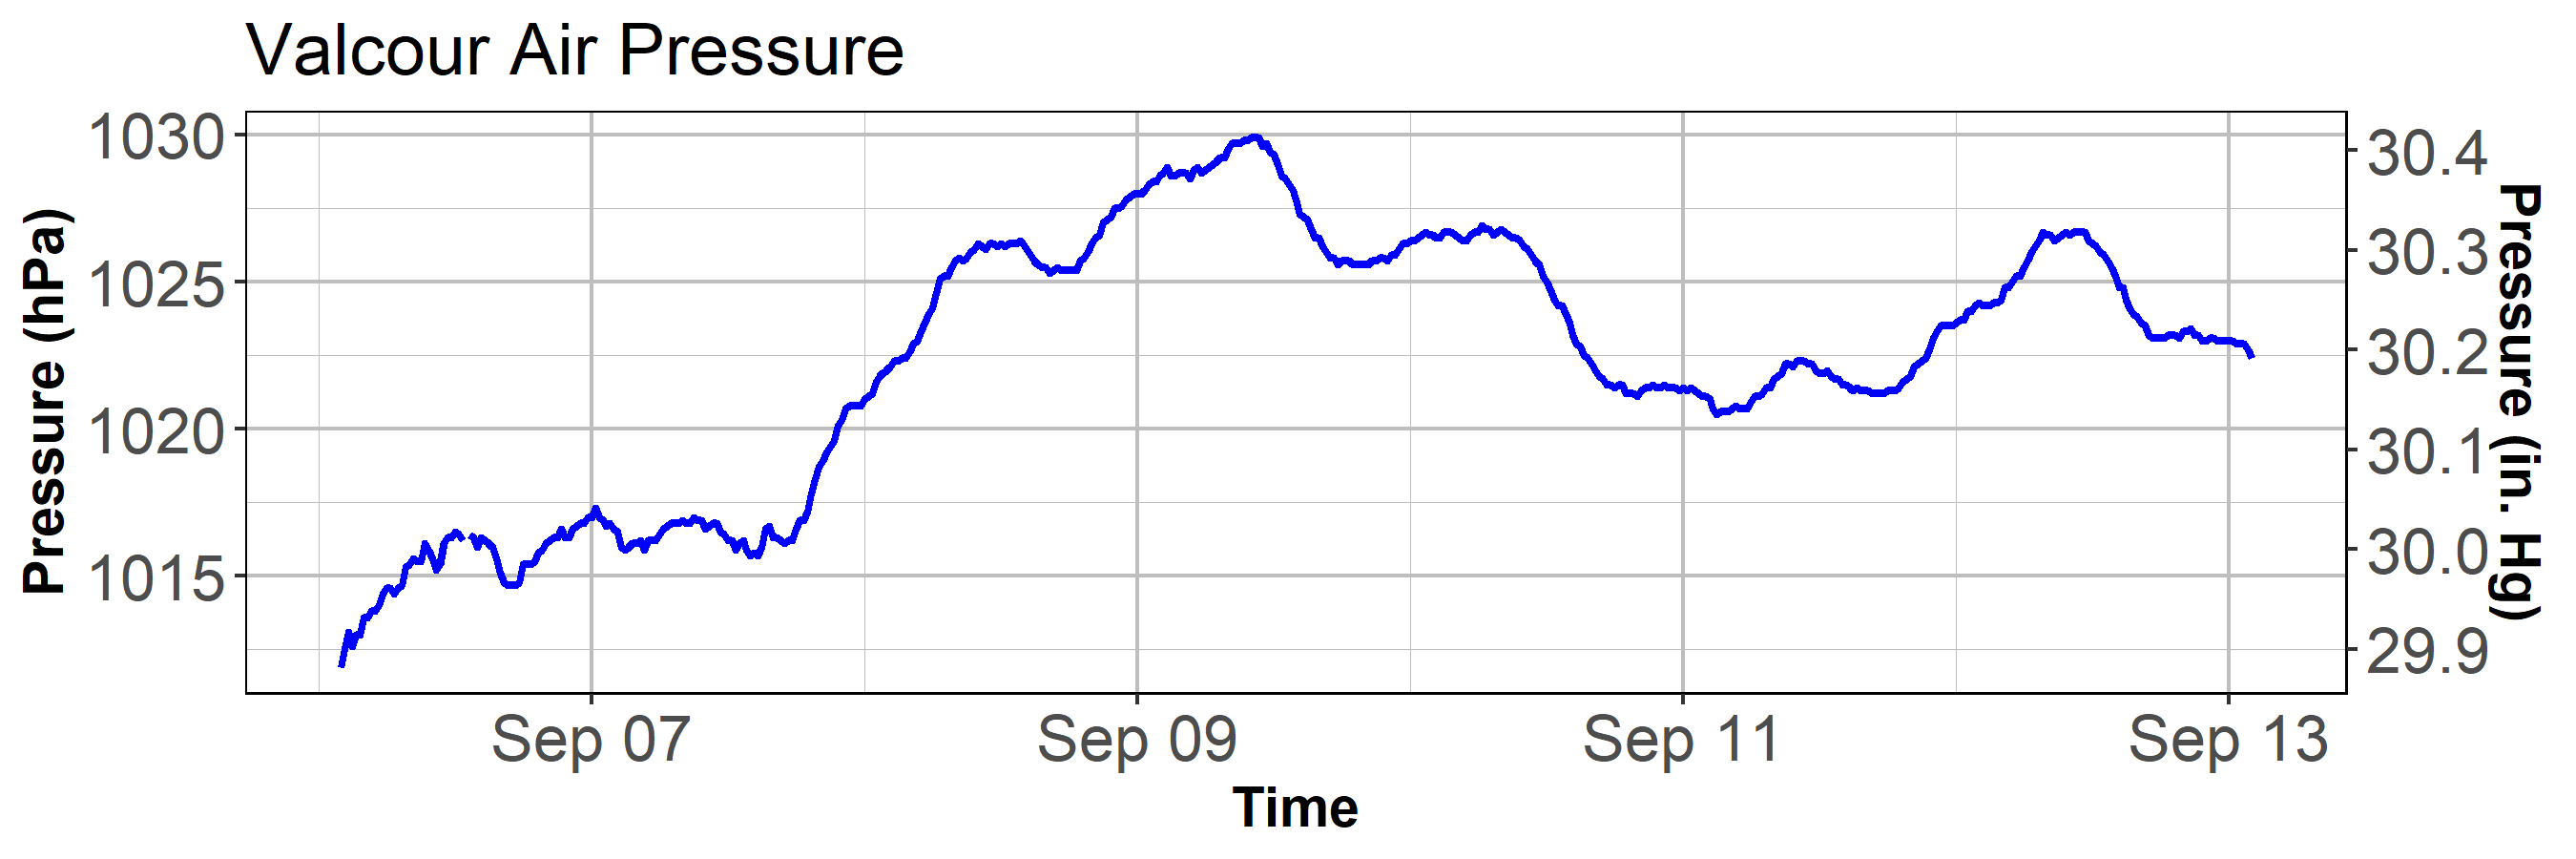 Valcour Air Pressure
Pressure (hPa)
1030
1025
1020
1015
30.4
30.3
30.2
30.1
30.0
29.9
Pressure (in. Hg)
Sep 07 Sep 09 Sep 11 Sep 13
Time